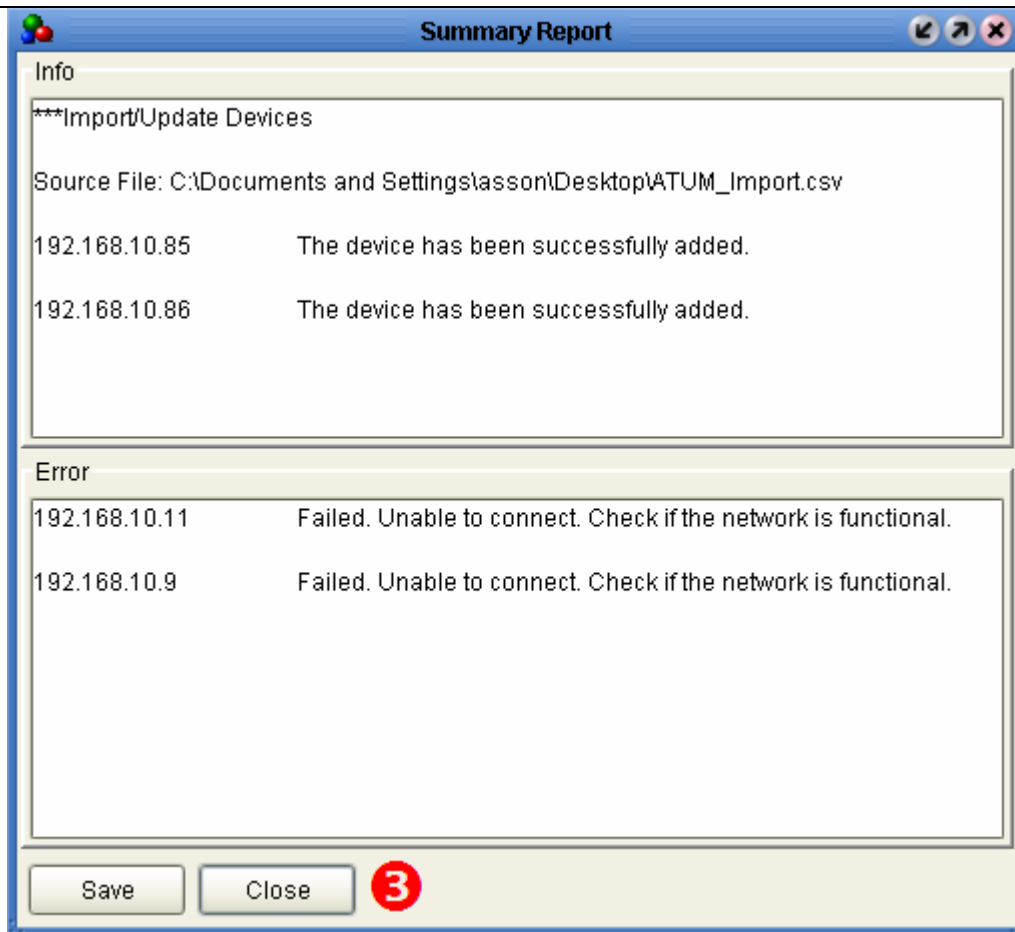 Summary Report
Info
***Import/Update Devices
Source File: C:\Documents and Settings\asson\Desktop\ATUM_Import.csv
192.168.10.85 The device has been successfully added.
192.168.10.86 The device has been successfully added.
Error
192.168.10.11 Failed. Unable to connect. Check if the network is functional.
192.168.10.9 Failed. Unable to connect. Check if the network is functional.
Save Close 3